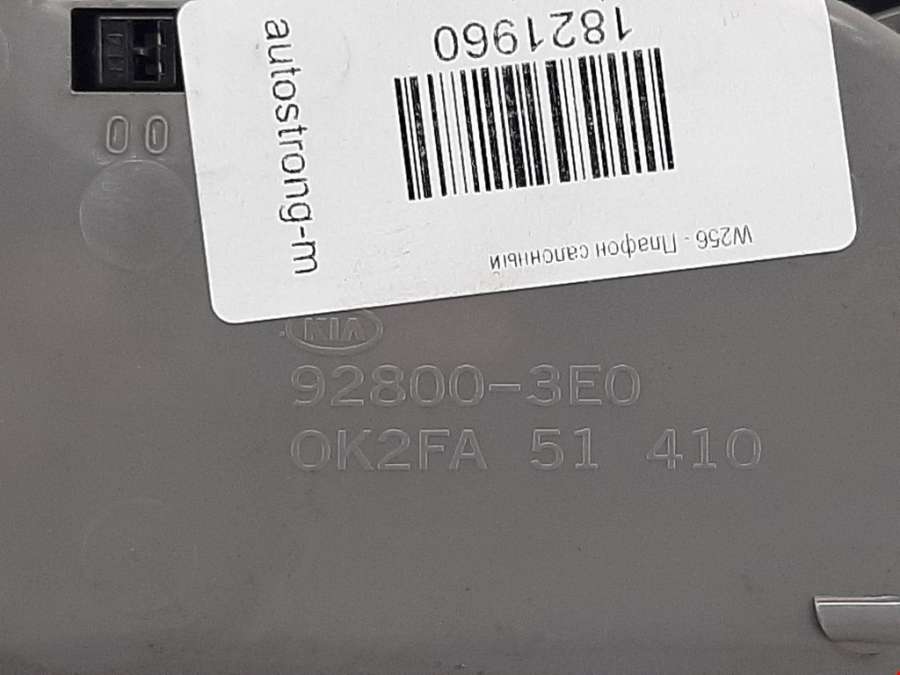 1821960
autostrong-m
W256 - Плафон салонный
00
KIA
92800-3E0
0K2FA 51 410